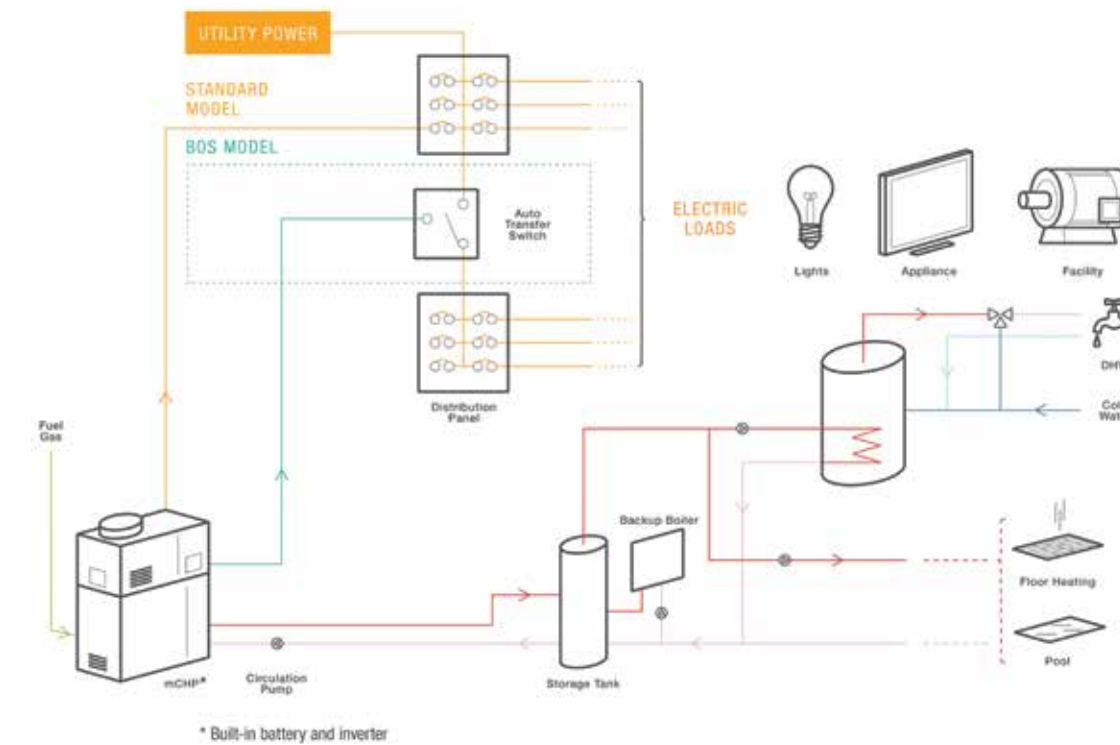 UTILITY POWER
STANDARD
MODEL
BOS MODEL
Auto
Transfer
Switch
ELECTRIC
LOADS
Lights
Appliance
Facility
Distribution
Panel
Fuel
Gas
Backup Boiler
Floor Heating
Pool
mCHP*
Circulation
Pump
Storage Tank
* Built-in battery and inverter